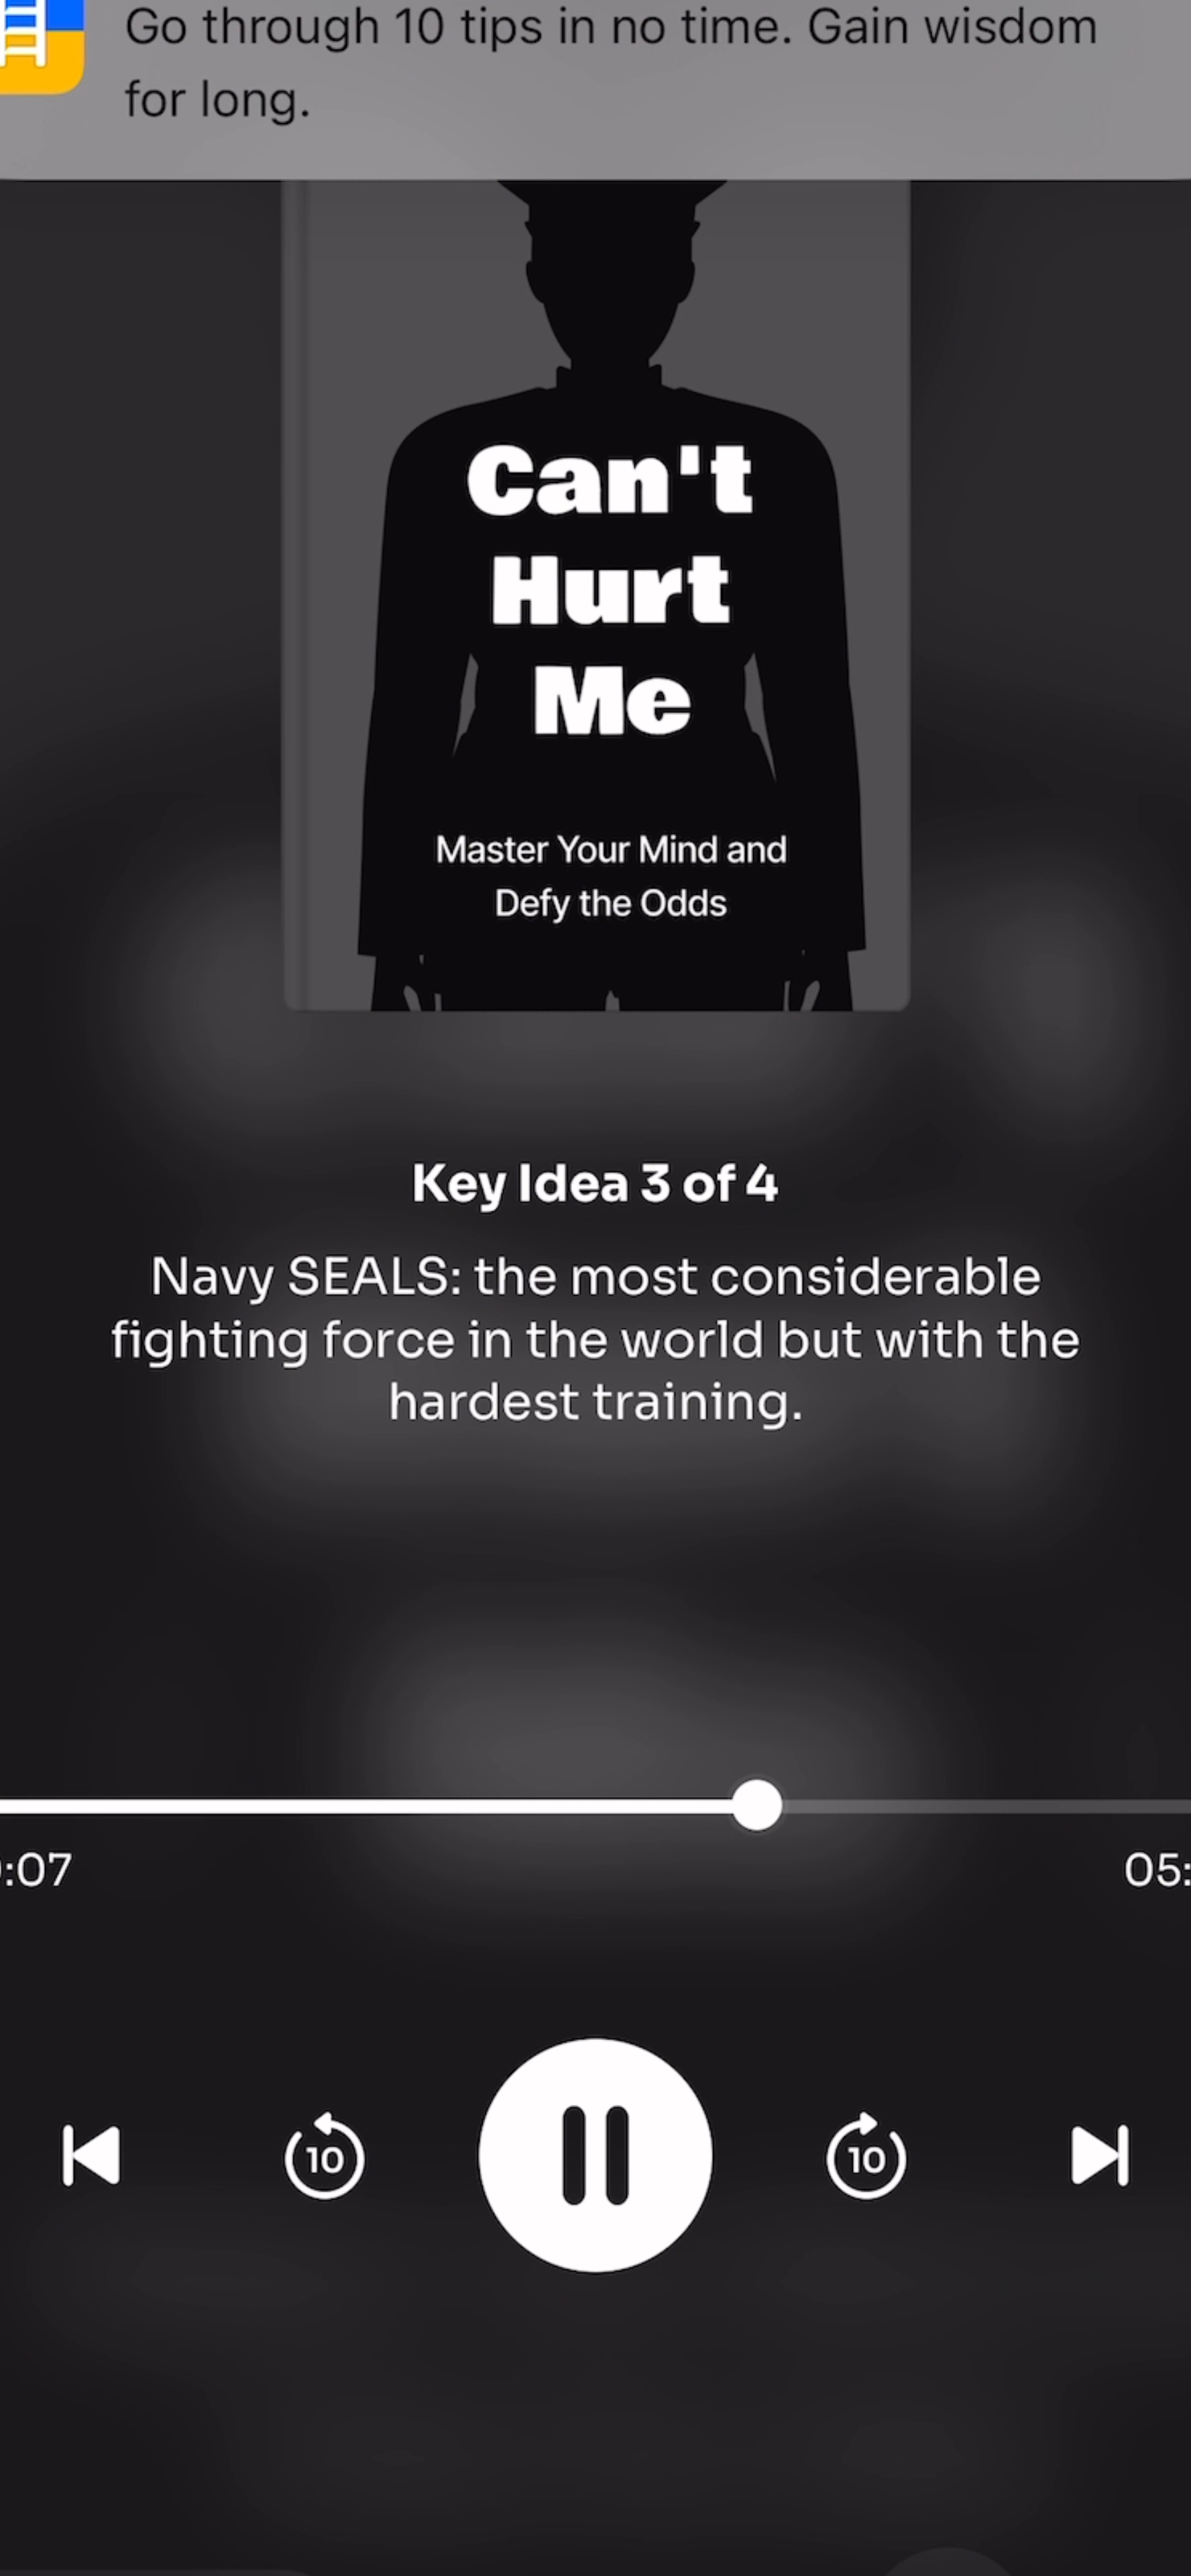 Go through 10 tips in no time. Gain wisdom
for long.
Can't
Hurt
Me
Master Your Mind and
Defy the Odds
Key Idea 3 of 4
Navy SEALS: the most considerable
fighting force in the world but with the
hardest training.
:07
05:
10
10